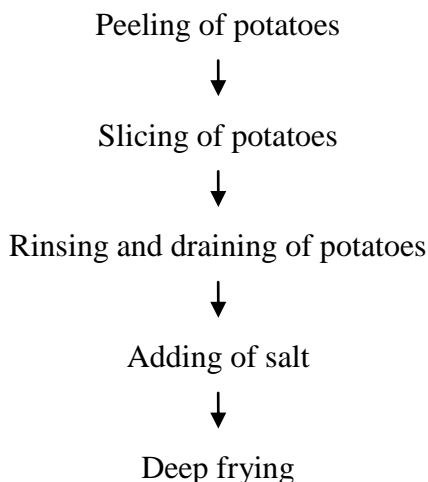 Peeling of potatoes
Slicing of potatoes
Rinsing and draining of potatoes
Adding of salt
Deep frying